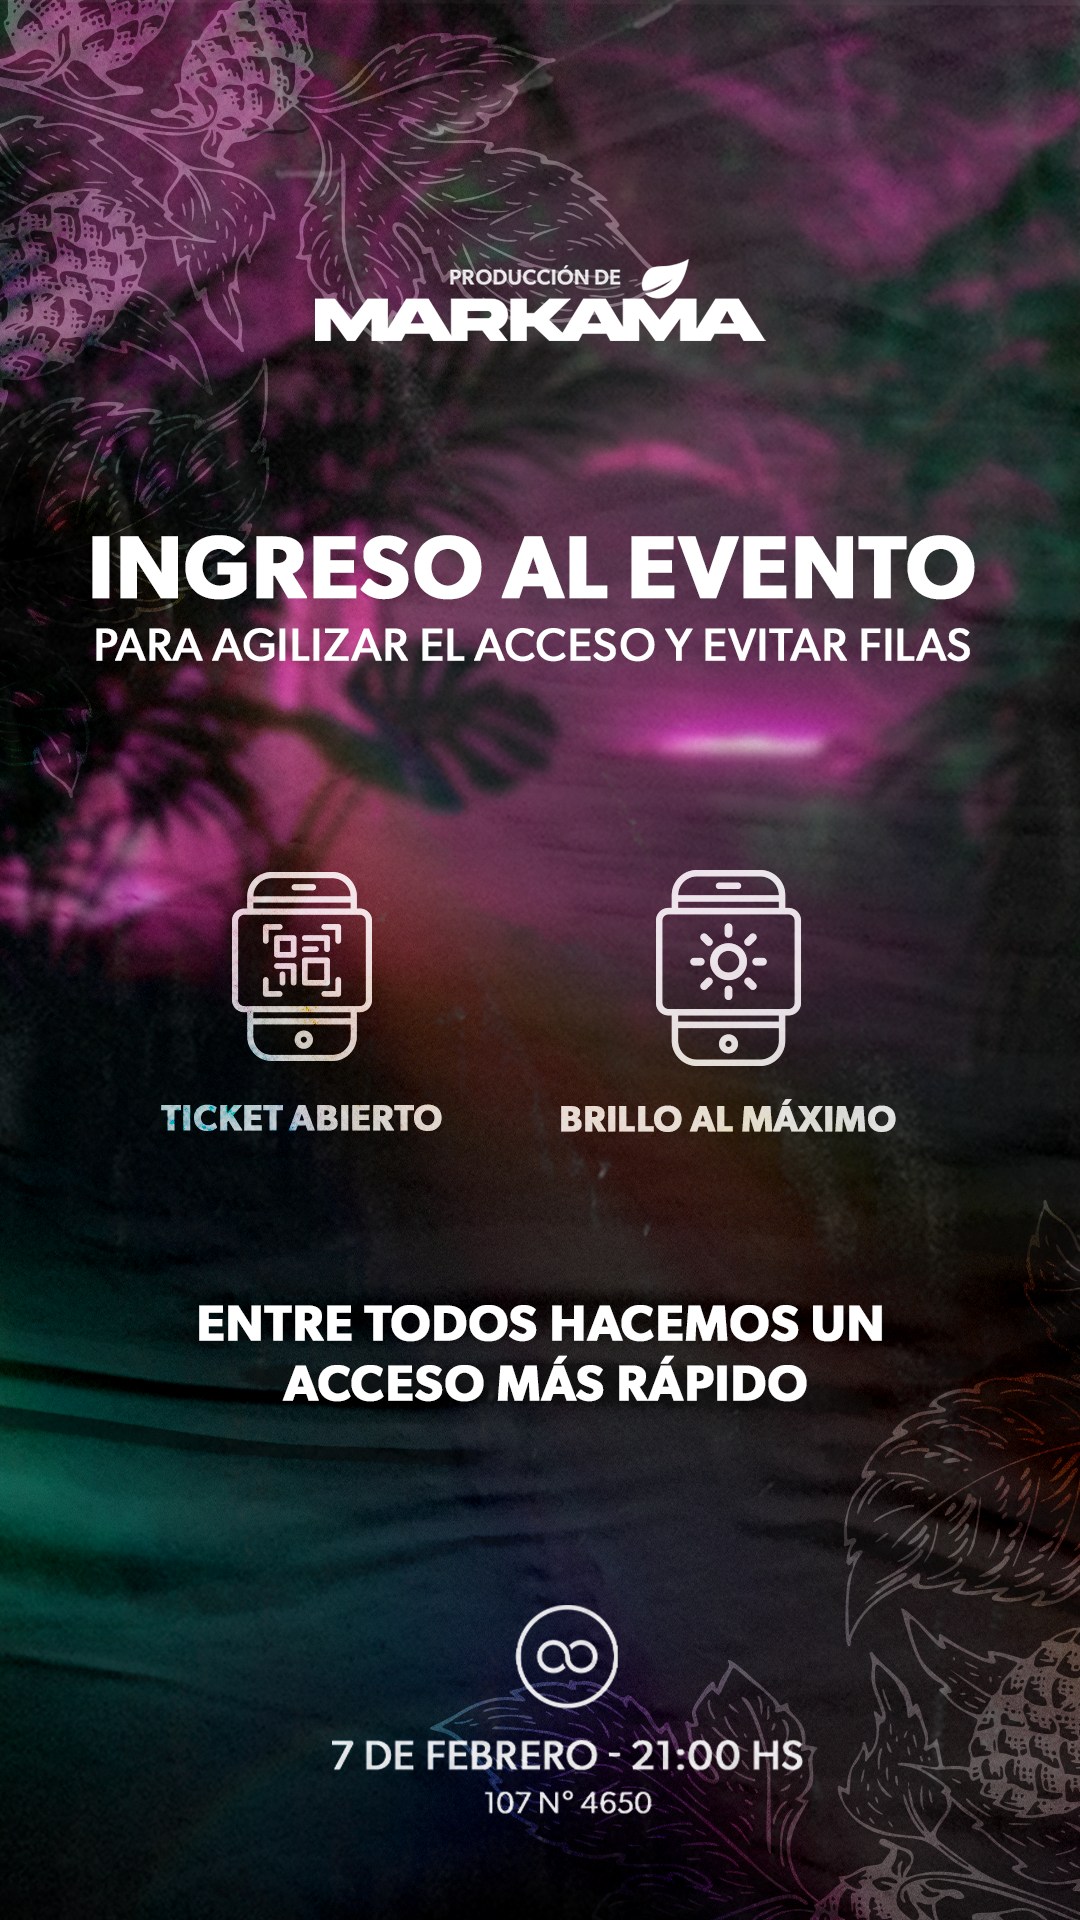 PRODUCCIÓN DE
MARKAMA
INGRESO AL EVENTO
PARA AGILIZAR EL ACCESO Y EVITAR FILAS
TICKET ABIERTO
BRILLO AL MÁXIMO
ENTRE TODOS HACEMOS UN
ACCESO MÁS RÁPIDO
7 DE FEBRERO - 21:00 HS
107 N° 4650